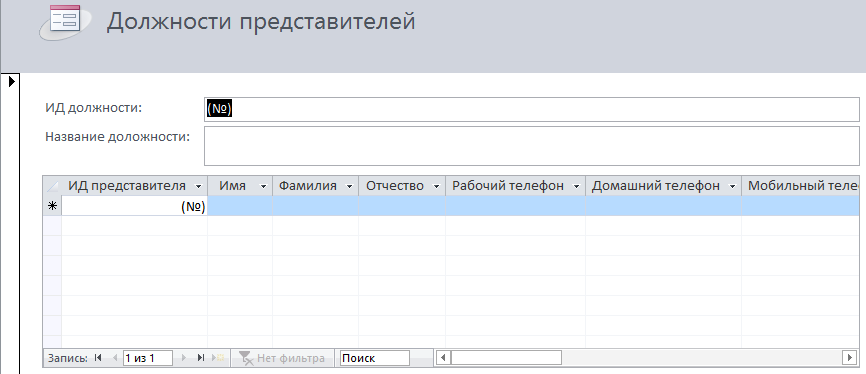 Должности представителей
ИД должности: (№)
Название доложности:
ИД представителя Имя Фамилия Отчество Рабочий телефон Домашний телефон Мобильный теле
(№)
Запись: 1 из 1 Нет фильтра Поиск